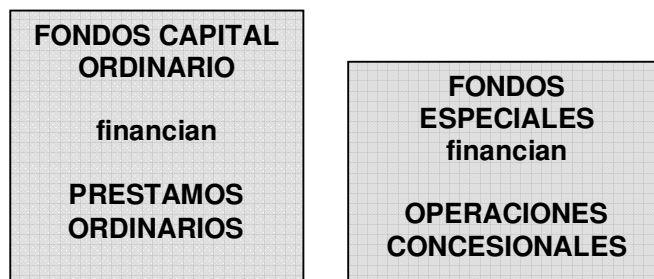 FONDOS CAPITAL
ORDINARIO
financian
PRESTAMOS
ORDINARIOS
FONDOS
ESPECIALES
financian
OPERACIONES
CONCESIONALES